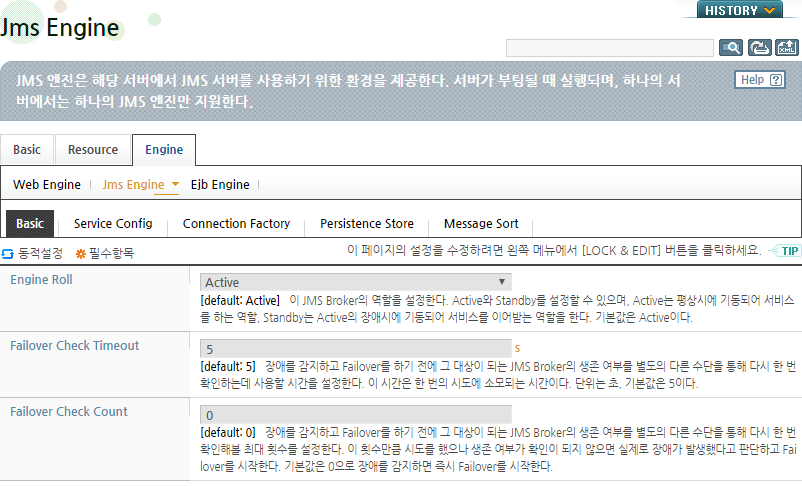 HISTORY
Jms Engine
JMS 엔진은 해당 서버에서 JMS 서버를 사용하기 위한 환경을 제공한다. 서버가 부팅될 때 실행되며, 하나의 서
버에서는 하나의 JMS 엔진만 지원한다.
Help ?
Basic Resource Engine
Web Engine Jms Engine Ejb Engine
Basic Service Config Connection Factory Persistence Store Message Sort
동적설정 필수항목 이 페이지의 설정을 수정하려면 왼쪽 메뉴에서 [LOCK & EDIT] 버튼을 클릭하세요. TIP
Engine Roll Active
[default: Active] 이 JMS Broker의 역할을 설정한다. Active와 Standby를 설정할 수 있으며, Active은 평상시에 기동되어 서비스
를 하는 역할, Standby는 Active의 장애시에 기동되어 서비스를 이어받는 역할을 한다. 기본값은 Active이다.
Failover Check Timeout 5 s
[default: 5] 장애를 감지하고 Failover를 하기 전에 그 대상이 되는 JMS Broker의 생존 여부를 별도의 다른 수단을 통해 다시 한 번
확인하는데 사용할 시간을 설정한다. 이 시간은 한 번의 시도에 소모되는 시간이다. 단위는 초, 기본값은 5이다.
Failover Check Count 0
[default: 0] 장애를 감지하고 Failover를 하기 전에 그 대상이 되는 JMS Broker의 생존 여부를 별도의 다른 수단을 통해 다시 한 번
확인해볼 최대 횟수를 설정한다. 이 횟수만큼 시도를 했으나 생존 여부가 확인이 되지 않으면 실제로 장애가 발생했다고 판단하고 Fai
lover를 시작한다. 기본값은 0으로 장애를 감지하면 즉시 Failover를 시작한다.